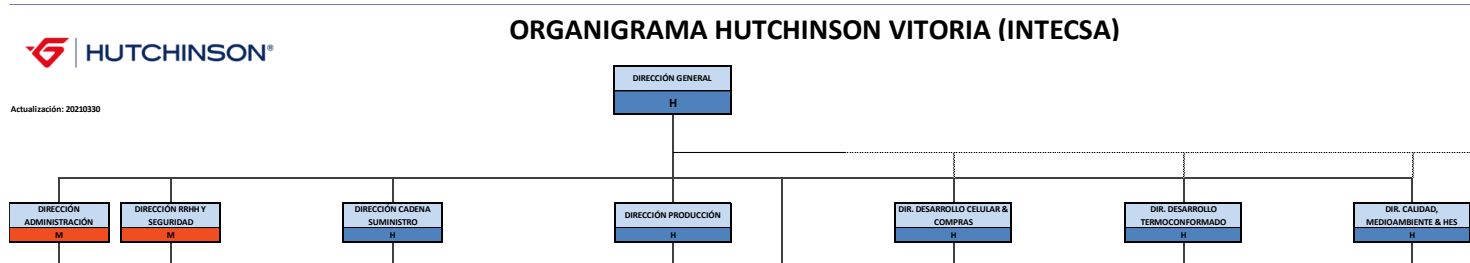 ORGANIGRAMA HUTCHINSON VITORIA (INTECSA)
HUTCHINSON®
DIRECCIÓN GENERAL
H
Actualización: 20210330
DIRECCIÓN
ADMINISTRACIÓN
M
DIRECCIÓN RRHH Y
SEGURIDAD
M
DIRECCIÓN CADENA
SUMINISTRO
H
DIRECCIÓN PRODUCCIÓN
H
DIR. DESARROLLO CELULAR &
COMPRAS
H
DIR. DESARROLLO
TERMOCONFORMADO
H
DIR. CALIDAD,
MEDIOAMBIENTE & HES
H